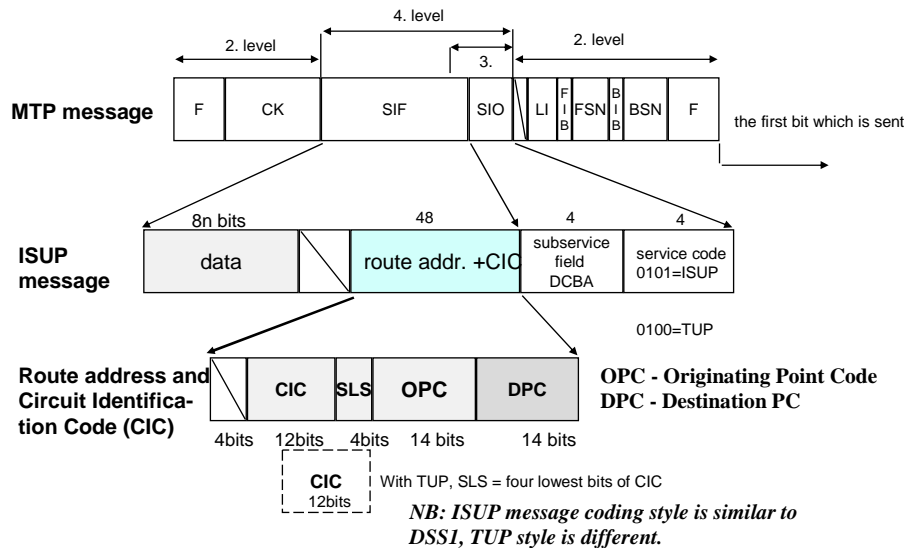 4. level
2. level
2. level
3.
MTP message
F
CK
SIF
SIO
LI
F
I
B
FSN
B
I
B
BSN
F
the first bit which is sent
8n bits
48
4
4
ISUP
message
data
route addr. +CIC
subservice
field
DCBA
service code
0101=ISUP
0100=TUP
Route address and
Circuit Identifica-
tion Code (CIC)
CIC
SLS
OPC
DPC
OPC - Originating Point Code
DPC - Destination PC
4bits
12bits
4bits
14 bits
14 bits
CIC
12bits
With TUP, SLS = four lowest bits of CIC
NB: ISUP message coding style is similar to
DSS1, TUP style is different.